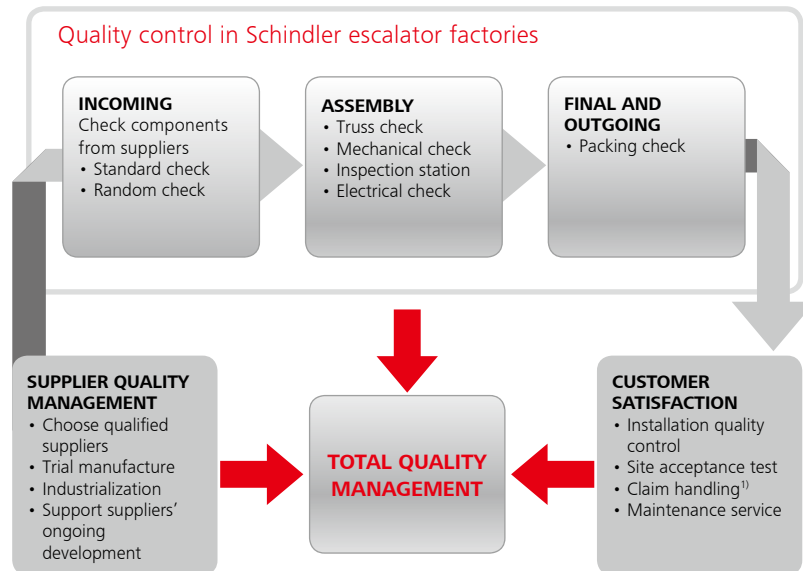 Quality control in Schindler escalator factories
INCOMING
Check components
from suppliers
• Standard check
• Random check
ASSEMBLY
• Truss check
• Mechanical check
• Inspection station
• Electrical check
FINAL AND
OUTGOING
• Packing check
SUPPLIER QUALITY
MANAGEMENT
• Choose qualified
suppliers
• Trial manufacture
• Industrialization
• Support suppliers’
ongoing
development
TOTAL QUALITY
MANAGEMENT
CUSTOMER
SATISFACTION
• Installation quality
control
• Site acceptance test
• Claim handling¹⁾
• Maintenance service